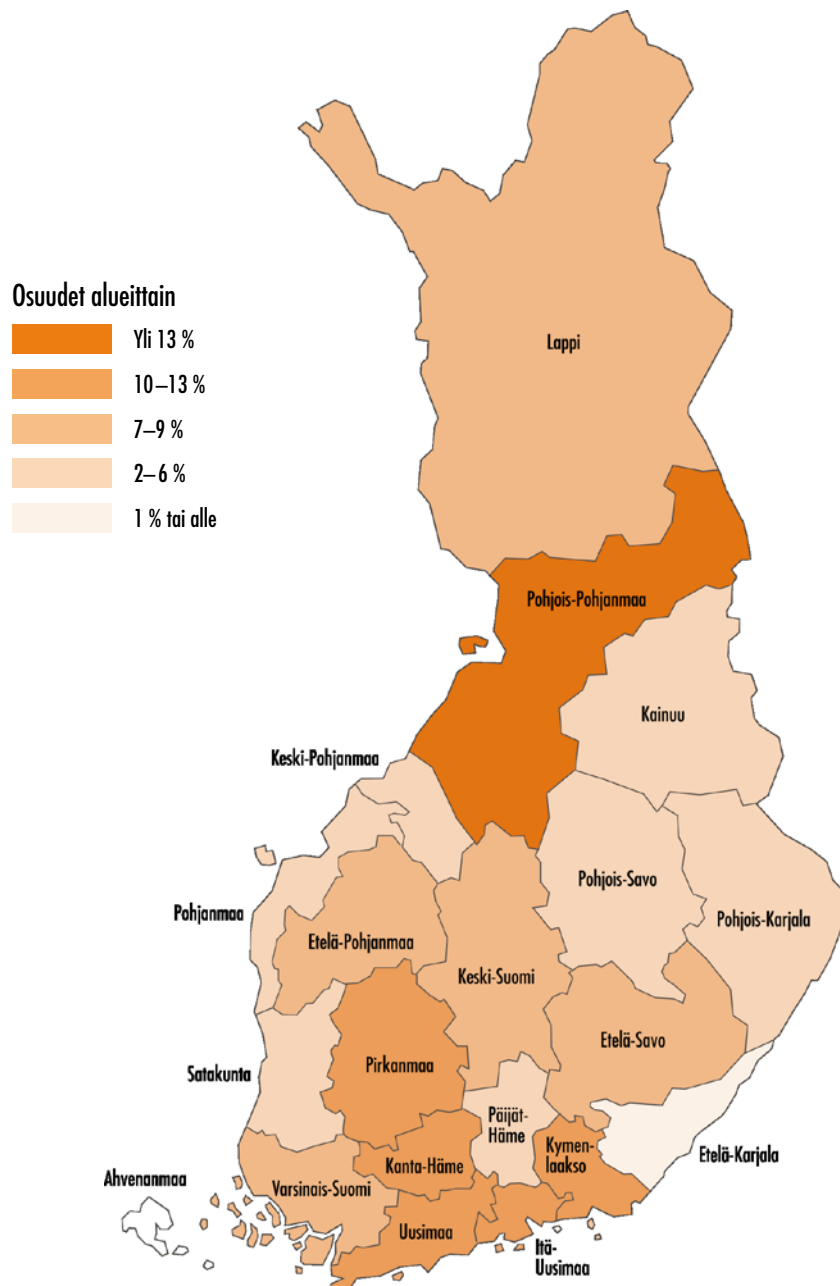 Osuudet alueittain
Yli 13 %
10–13 %
7–9 %
2–6 %
1 % tai alle
Lappi
Pohjois-Pohjanmaa
Kainuu
Keski-Pohjanmaa
Pohjois-Savo
Pohjanmaa
Pohjois-Karjala
Etelä-Pohjanmaa
Keski-Suomi
Etelä-Savo
Pirkanmaa
Satakunta
Päijät-
Häme
Kymen-
laakso
Etelä-Karjala
Kanta-Häme
Ahvenanmaa
Varsinais-Suomi
Uusimaa
Itä-
Uusimaa